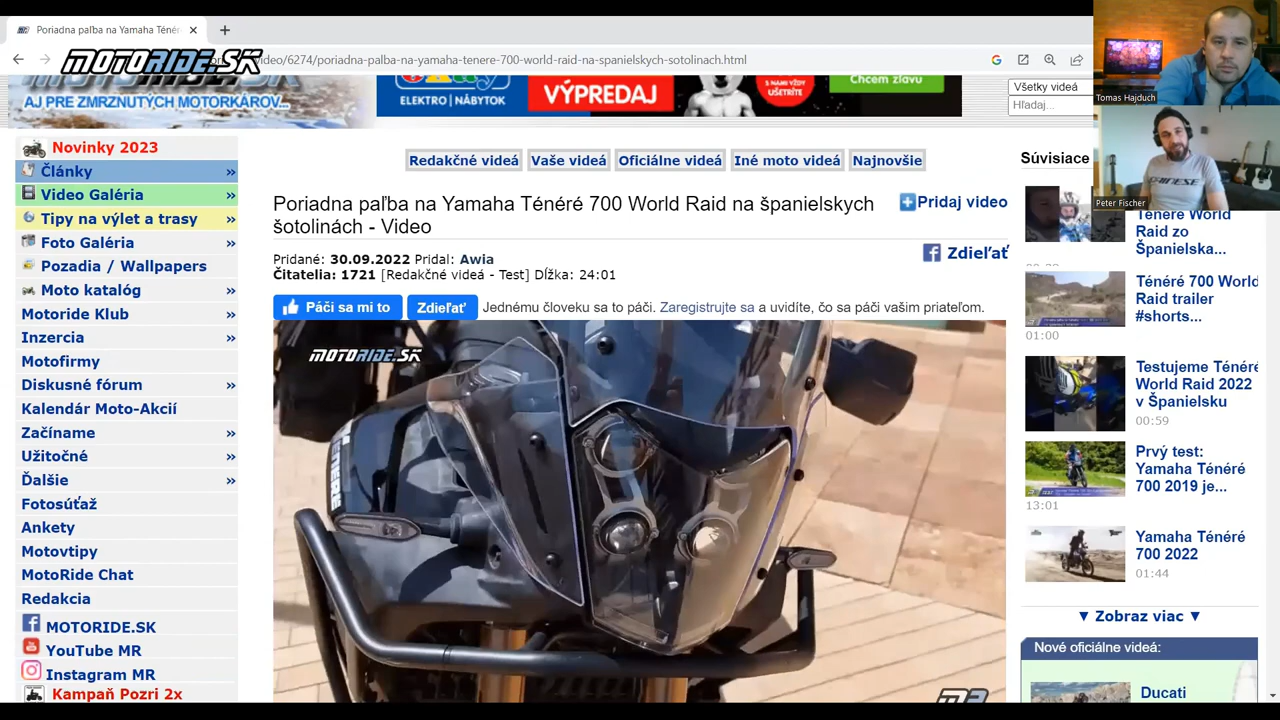 Poriadna paľba na Yamaha Téné
MOTORIDE.SK
video/6274/poriadna-palba-na-yamaha-tenere-700-world-raid-na-spanielskych-sotolinach.html
AJ PRE ZMRZNUTÝCH MOTORKÁROV...
ELEKTRO | NÁBYTOK
VÝPREDAJ
S NAMI VŽDY
UŠETRÍTE
Chcem zľavu
Všetky videá
Hľadaj...
Tomas Hajduch
DAINESE
Peter Fischer
Novinky 2023
Články »
Video Galéria »
Tipy na výlet a trasy »
Foto Galéria »
Pozadia / Wallpapers
Moto katalóg »
Motoride Klub »
Inzercia »
Motofirmy
Diskusné fórum »
Kalendár Moto-Akcií
Začíname »
Užitočné »
Ďalšie »
Fotosúťaž
Ankety
Motovtipy
MotoRide Chat
Redakcia
MOTORIDE.SK
YouTube MR
Instagram MR
Kampaň Pozri 2x
Redakčné videá Vaše videá Oficiálne videá Iné moto videá Najnovšie
Poriadna paľba na Yamaha Ténéré 700 World Raid na španielskych
šotolinách - Video
Pridaj video
Pridané: 30.09.2022 Pridal: Awia
Čitatelia: 1721 [Redakčné videá - Test] Dĺžka: 24:01
Zdieľať
Páči sa mi to Zdieľať Jednému človeku sa to páči. Zaregistrujte sa a uvidíte, čo sa páči vašim priateľom.
MOTORIDE.SK
Súvisiace
Ténéré World
Raid zo
Španielska...
Ténéré 700 World
Raid trailer
#shorts...
01:00
Testujeme Ténéré
World Raid 2022
v Španielsku
00:59
Prvý test:
Yamaha Ténéré
700 2019 je...
13:01
Yamaha Ténéré
700 2022
01:44
▼ Zobraz viac ▼
Nové oficiálne videá:
Ducati